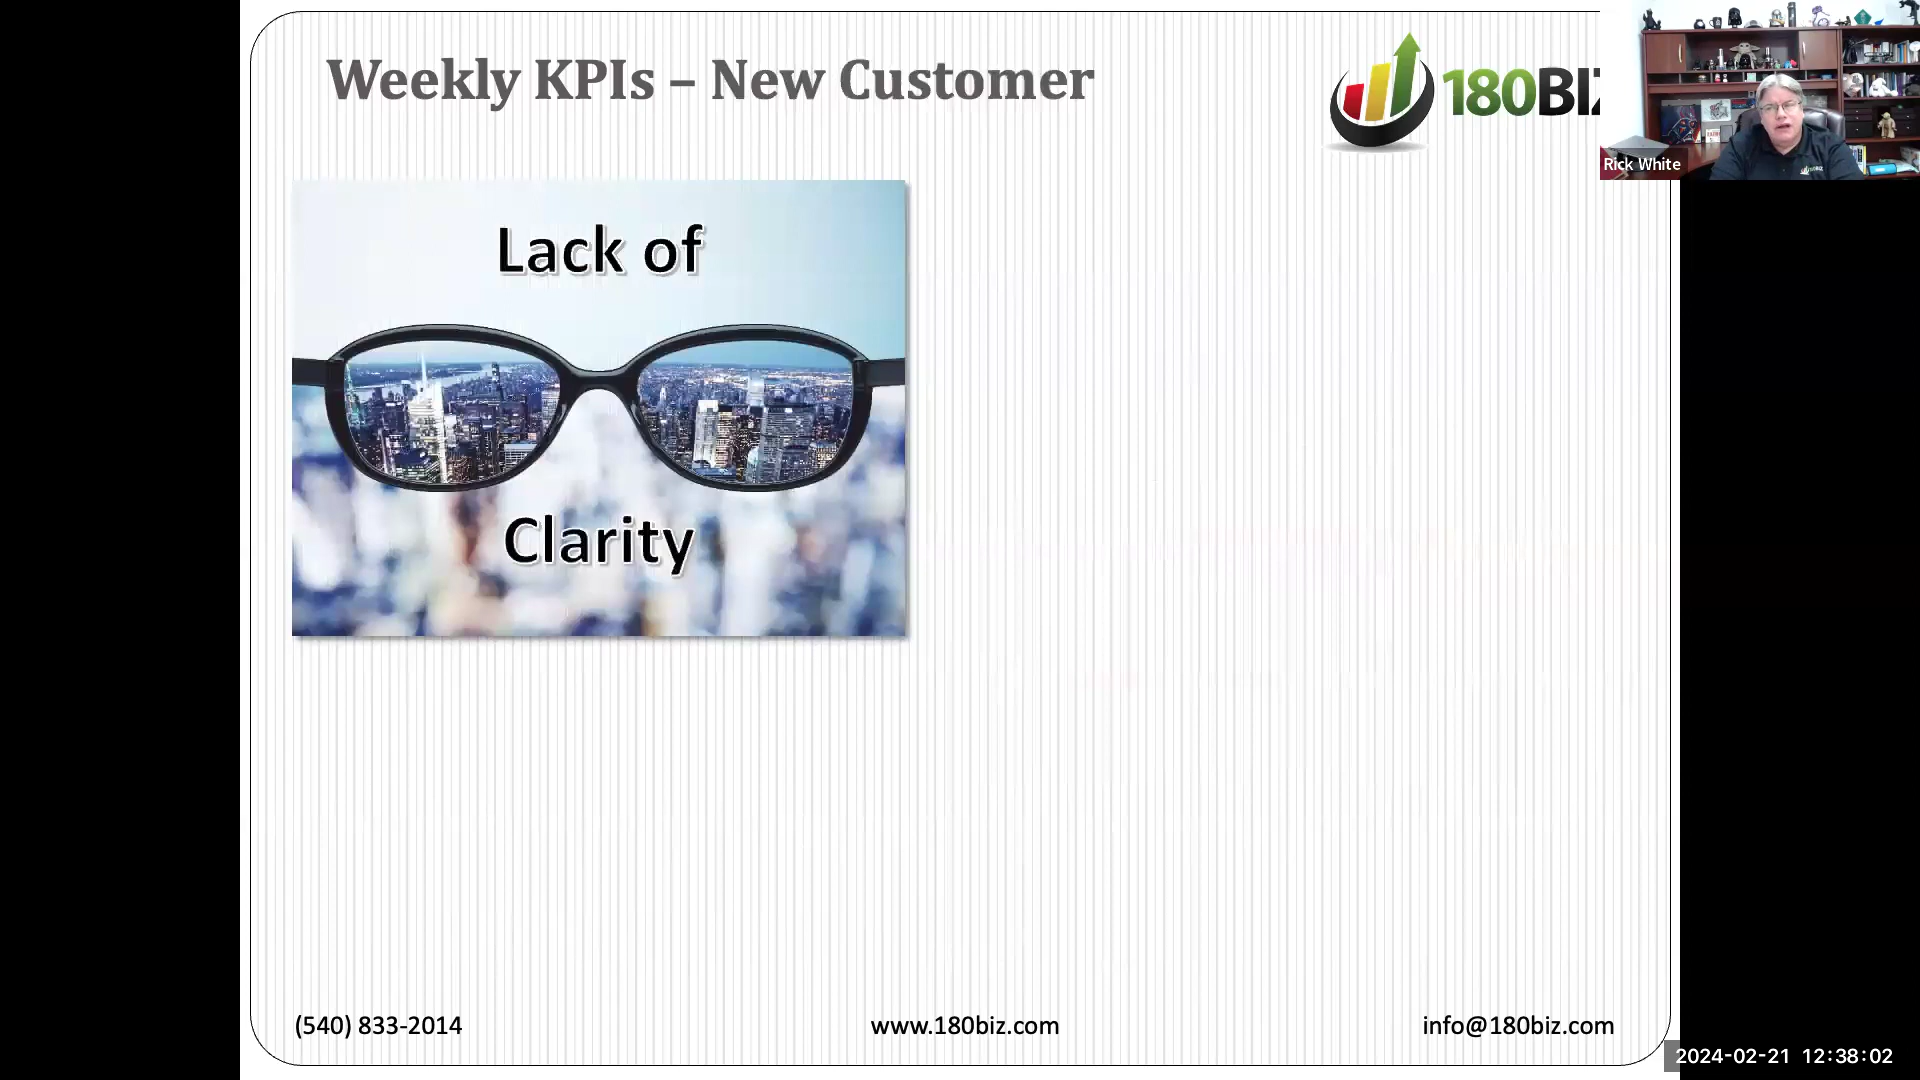 Weekly KPIs – New Customer
180BIZ
Rick White
Lack of
Clarity
(540) 833-2014
www.180biz.com
info@180biz.com
2024-02-21 12:38:02